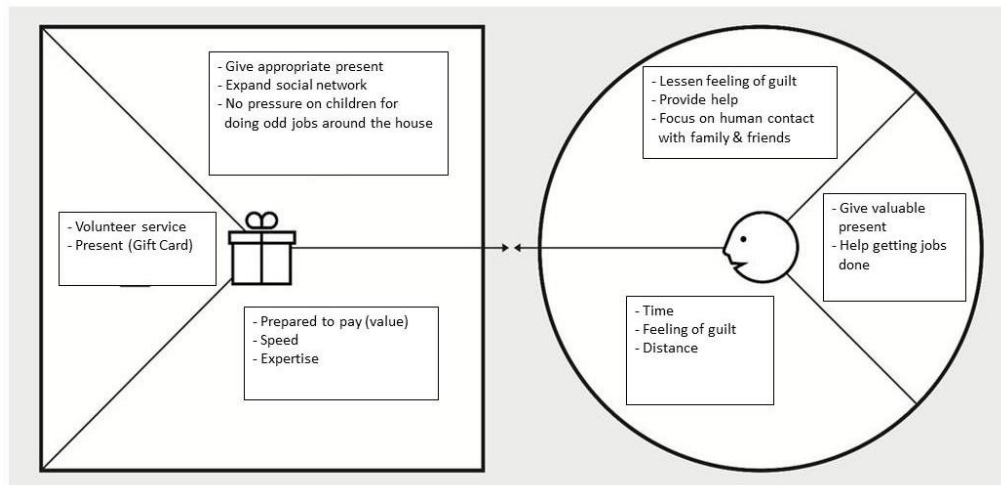 - Give appropriate present
- Expand social network
- No pressure on children for
doing odd jobs around the house
- Volunteer service
- Present (Gift Card)
- Prepared to pay (value)
- Speed
- Expertise
- Lessen feeling of guilt
- Provide help
- Focus on human contact
with family & friends
- Give valuable
present
- Help getting jobs
done
- Time
- Feeling of guilt
- Distance